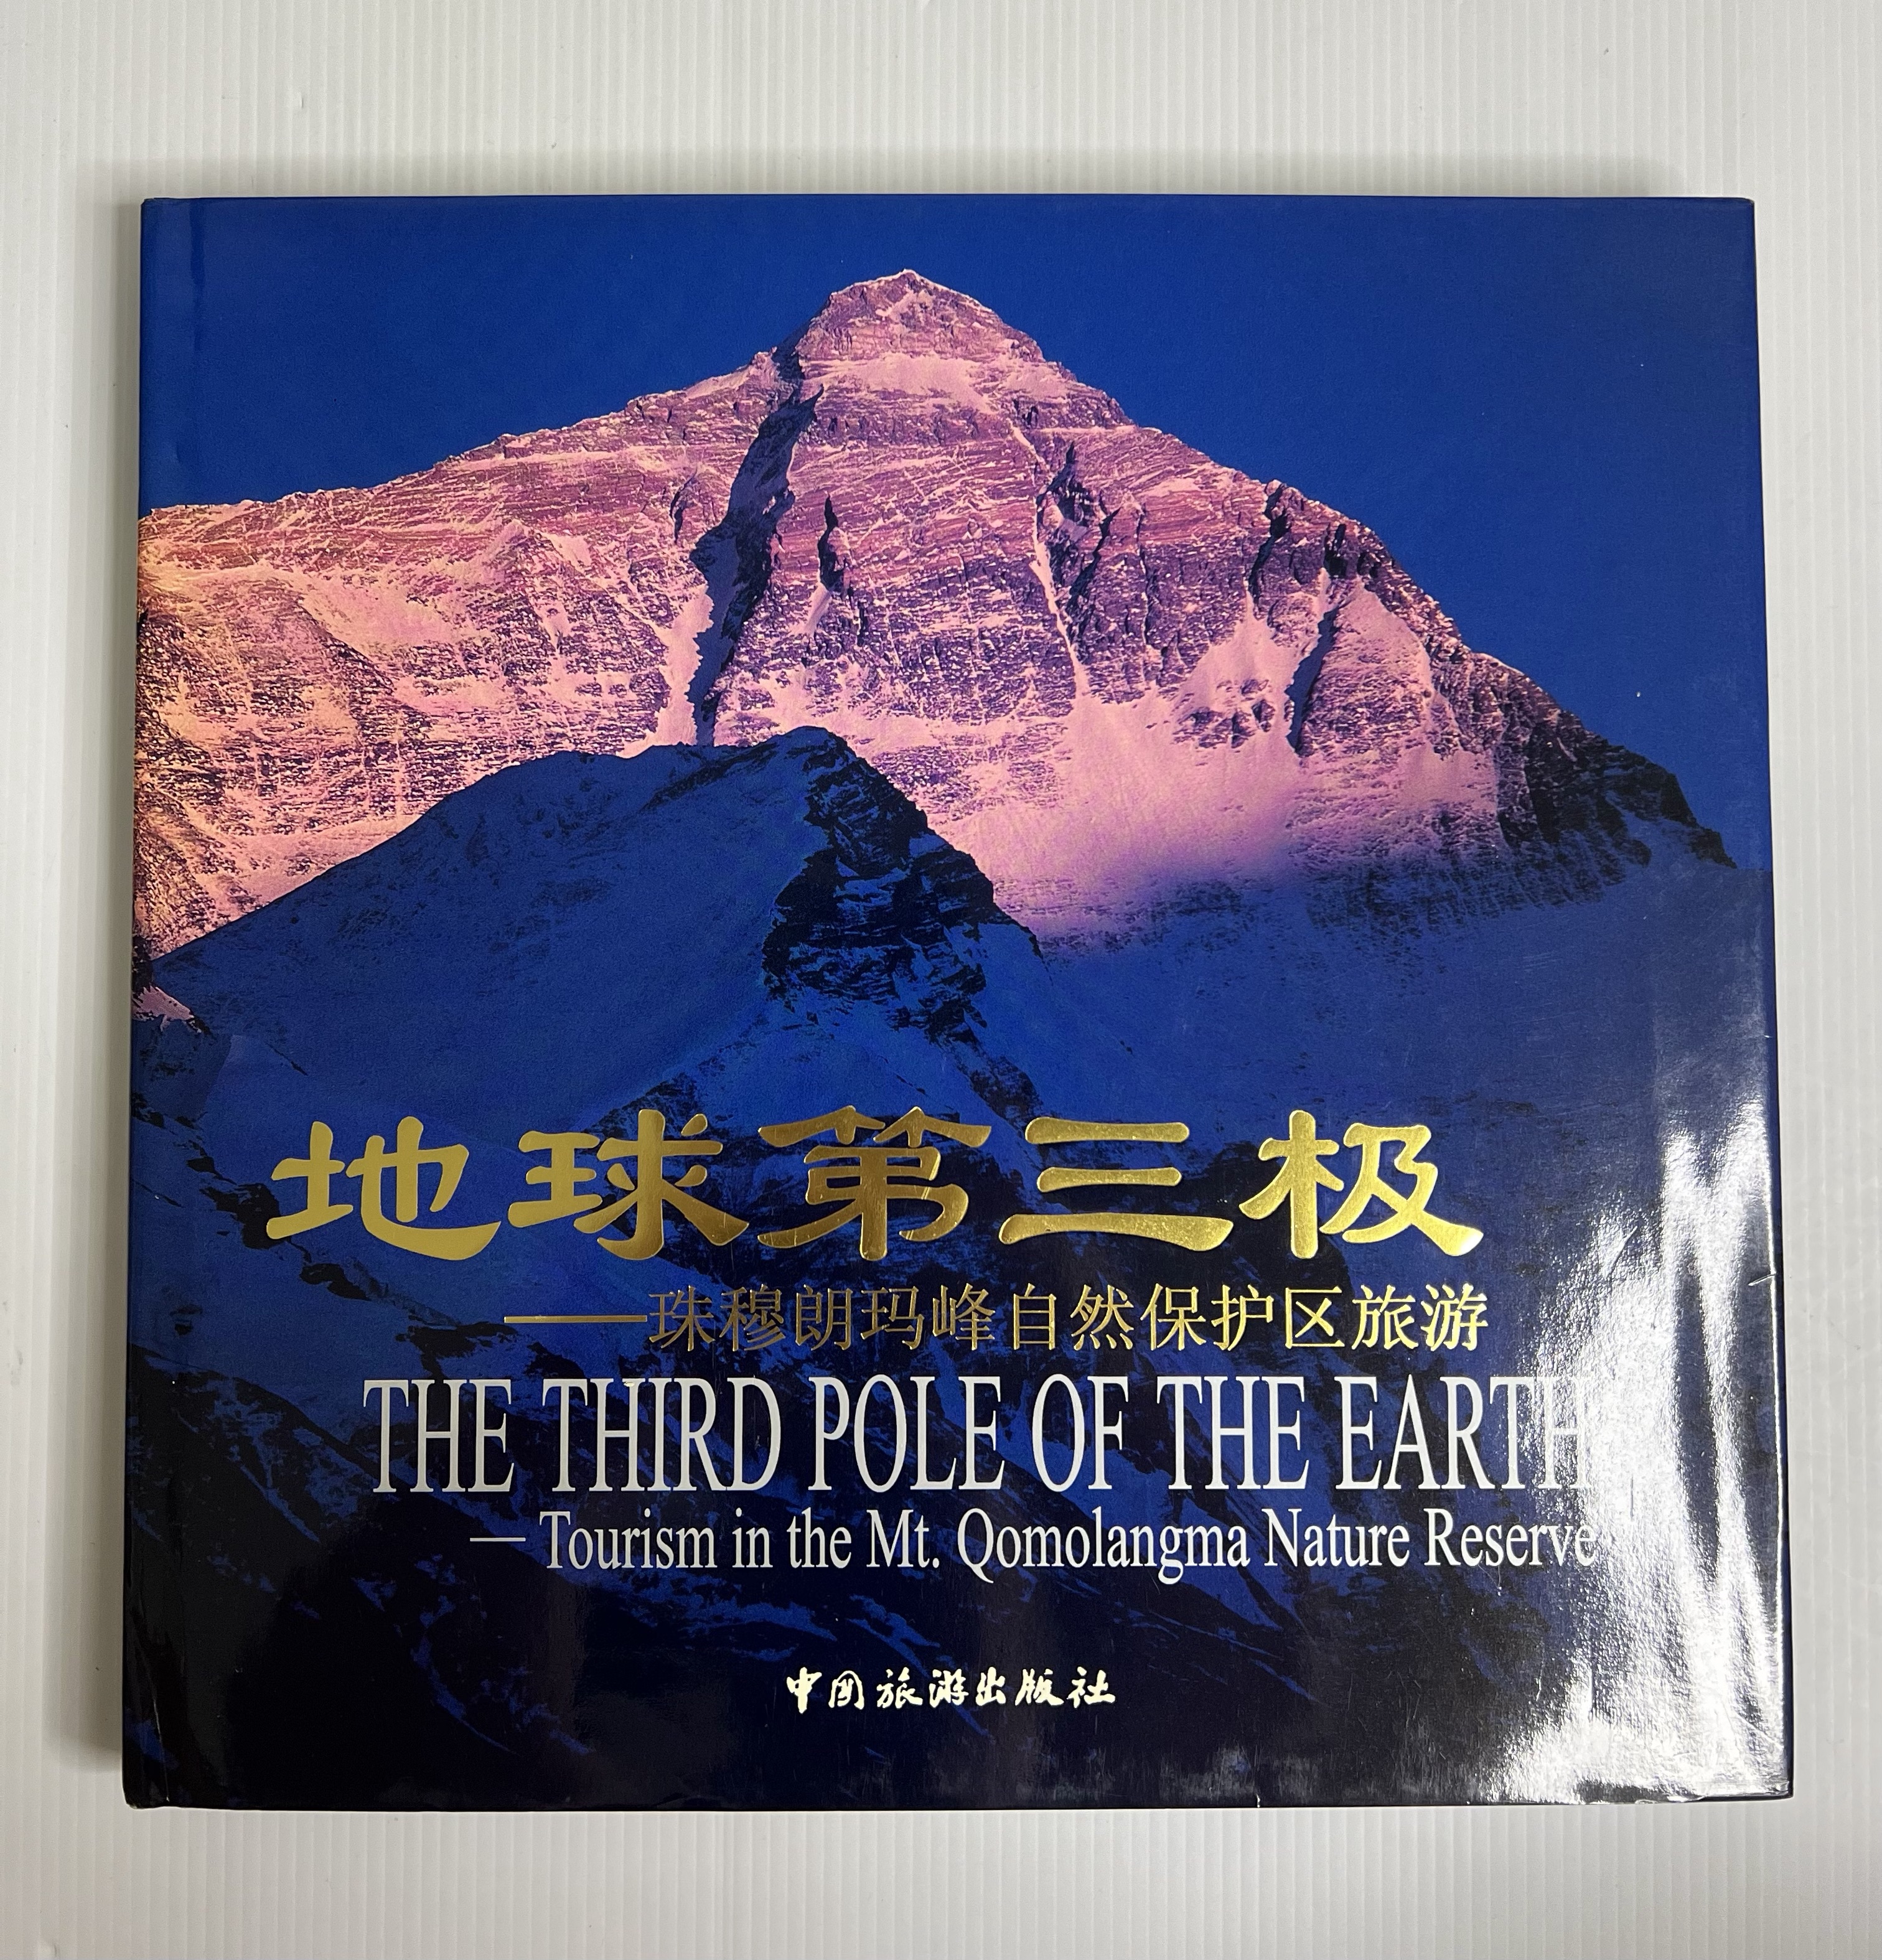 地球第三极
——珠穆朗玛峰自然保护区旅游
THE THIRD POLE OF THE EARTH
— Tourism in the Mt. Qomolangma Nature Reserve
中国旅游出版社